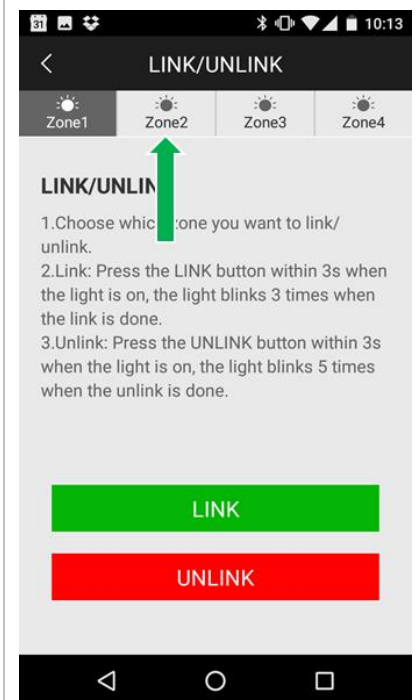 31 10:13
LINK/UNLINK
Zone1 Zone2 Zone3 Zone4
LINK/UNLIN
1.Choose which zone you want to link/
unlink.
2.Link: Press the LINK button within 3s when
the light is on, the light blinks 3 times when
the link is done.
3.Unlink: Press the UNLINK button within 3s
when the light is on, the light blinks 5 times
when the unlink is done.
LINK
UNLINK